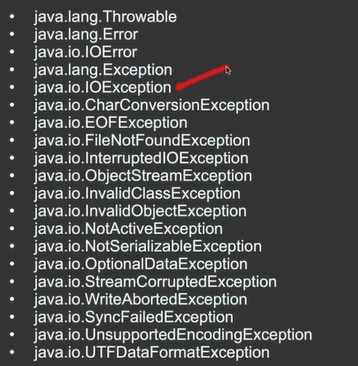 • java.lang.Throwable
• java.lang.Error
• java.io.IOError
• java.lang.Exception
• java.io.IOException
• java.io.CharConversionException
• java.io.EOFException
• java.io.FileNotFoundException
• java.io.InterruptedIOException
• java.io.ObjectStreamException
• java.io.InvalidClassException
• java.io.InvalidObjectException
• java.io.NotActiveException
• java.io.NotSerializableException
• java.io.OptionalDataException
• java.io.StreamCorruptedException
• java.io.WriteAbortedException
• java.io.SyncFailedException
• java.io.UnsupportedEncodingException
• java.io.UTFDataFormatException